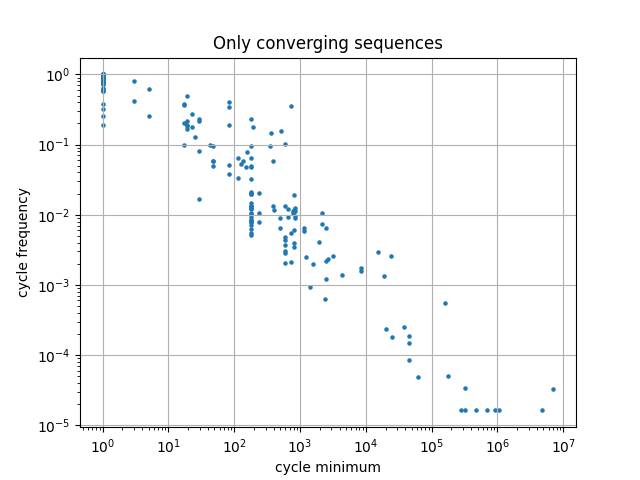 Only converging sequences
10⁰
10⁻¹
10⁻²
10⁻³
10⁻⁴
10⁻⁵
cycle frequency
10⁰ 10¹ 10² 10³ 10⁴ 10⁵ 10⁶ 10⁷
cycle minimum